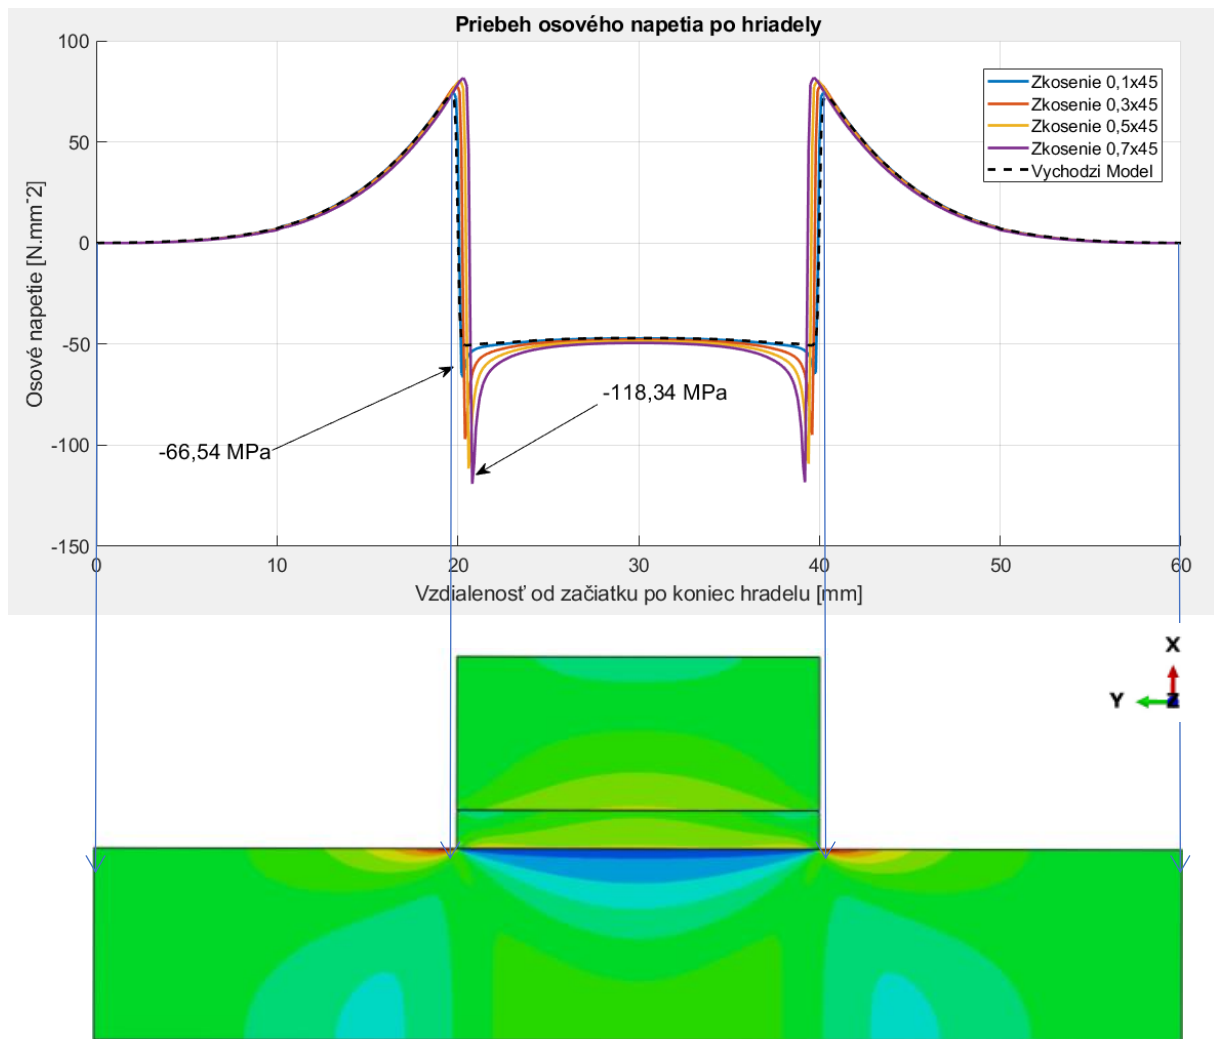 Priebeh osového napetia po hriadely
100
50
0
-50
-100
-150
Osové napetie [N.mm-2]
Zkosenie 0,1x45
Zkosenie 0,3x45
Zkosenie 0,5x45
Zkosenie 0,7x45
Vychodzi Model
-118,34 MPa
-66,54 MPa
0
10
20
30
40
50
60
Vzdialenosť od začiatku po koniec hradelu [mm]
X
Y
Z